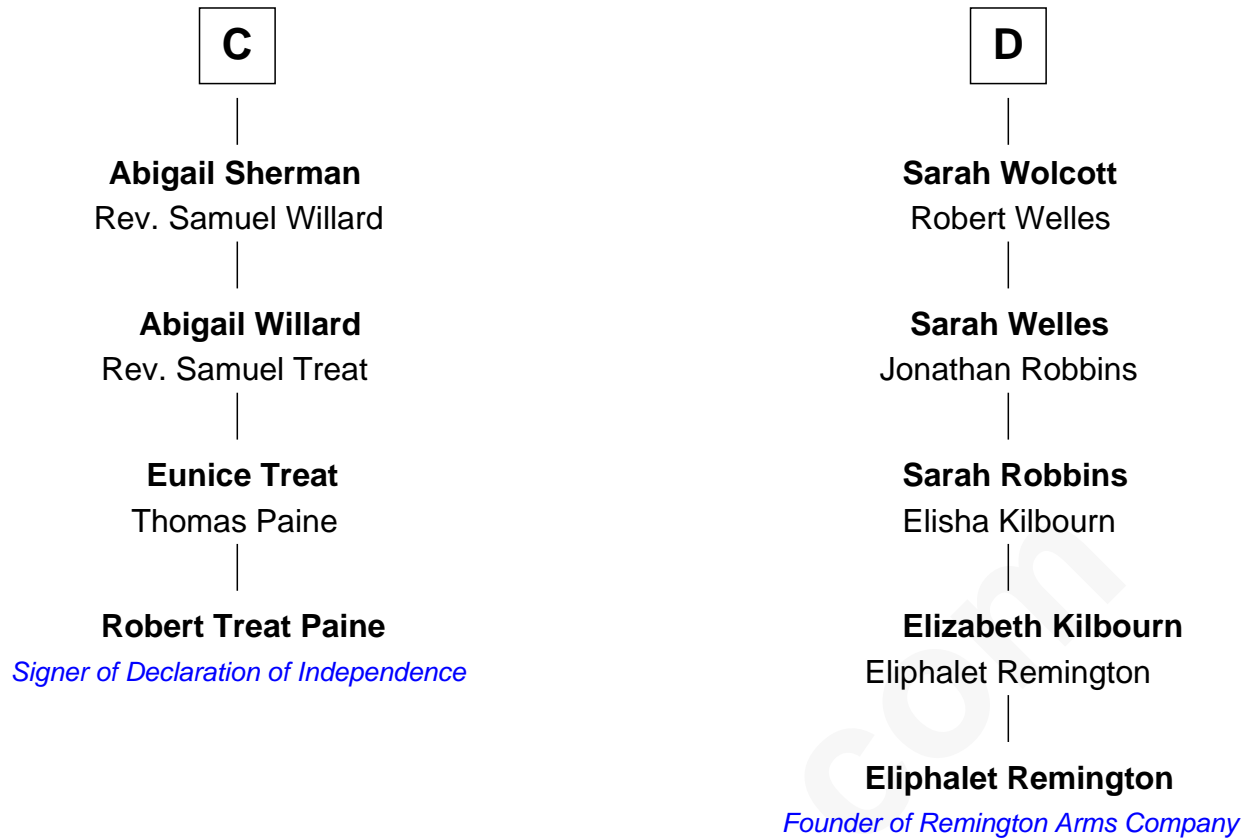 C
Abigail Sherman
Rev. Samuel Willard
Abigail Willard
Rev. Samuel Treat
Eunice Treat
Thomas Paine
Robert Treat Paine
Signer of Declaration of Independence
D
Sarah Wolcott
Robert Welles
Sarah Welles
Jonathan Robbins
Sarah Robbins
Elisha Kilbourn
Elizabeth Kilbourn
Eliphalet Remington
Eliphalet Remington
Founder of Remington Arms Company
com